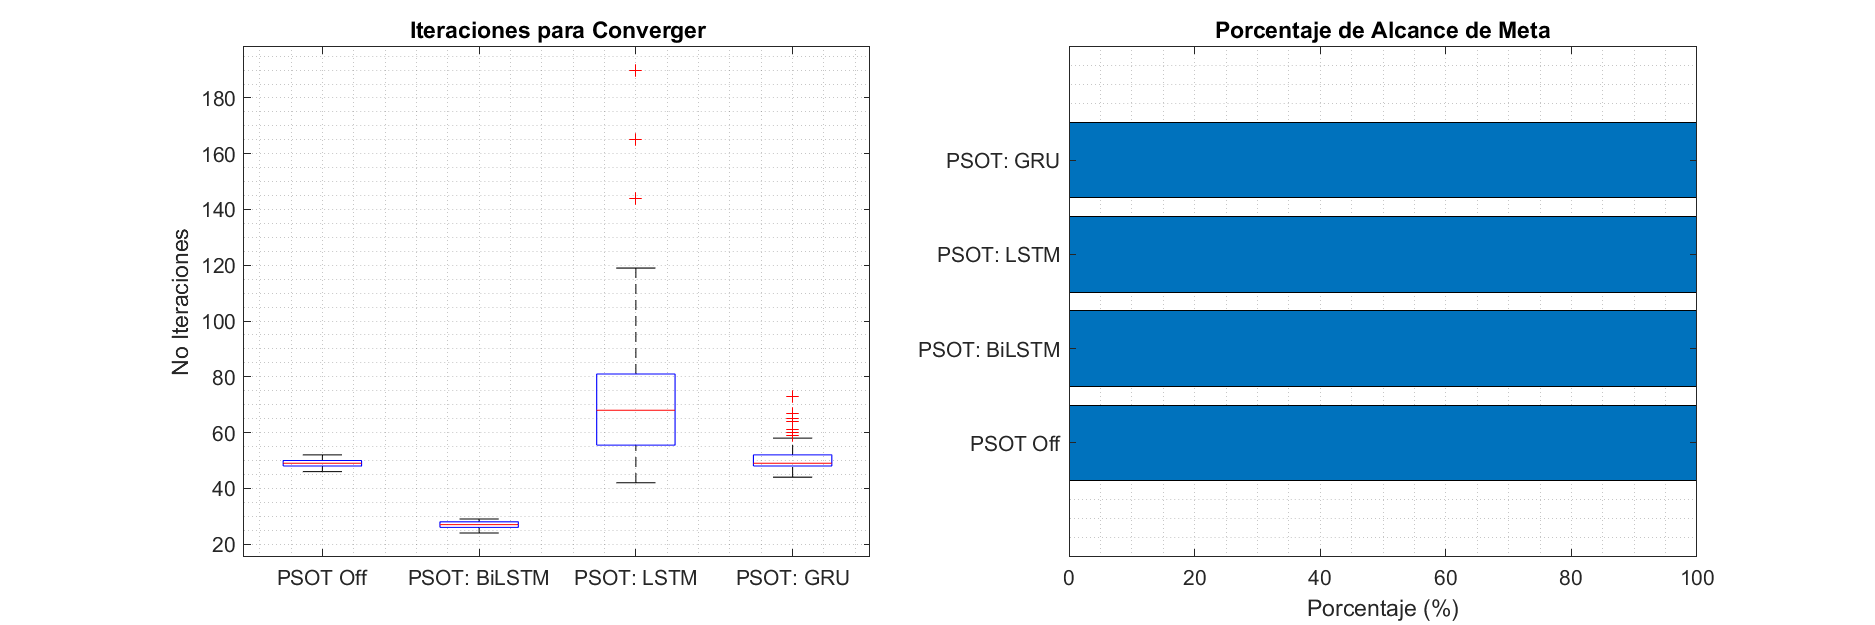 Iteraciones para Converger
No Iteraciones
180
160
140
120
100
80
60
40
20
PSOT Off
PSOT: BiLSTM
PSOT: LSTM
PSOT: GRU
Porcentaje de Alcance de Meta
PSOT: GRU
PSOT: LSTM
PSOT: BiLSTM
PSOT Off
0
20
40
60
80
100
Porcentaje (%)